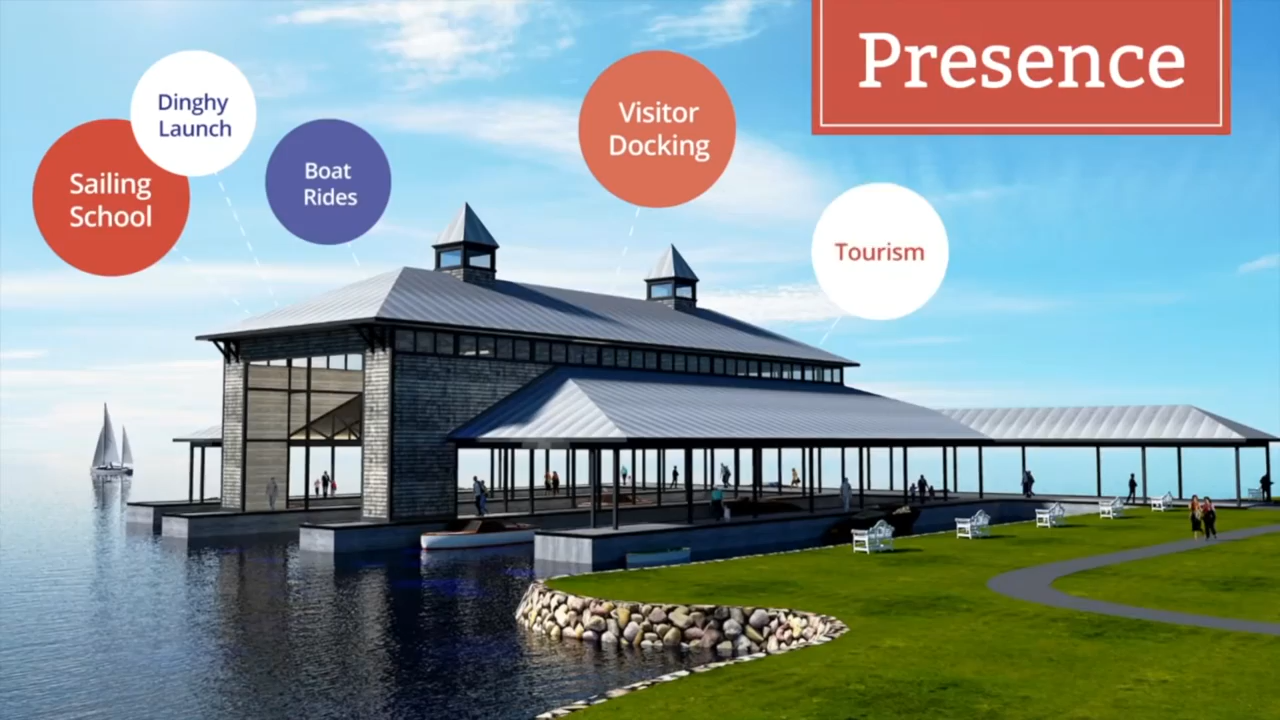 Presence
Dinghy
Launch
Sailing
School
Boat
Rides
Visitor
Docking
Tourism